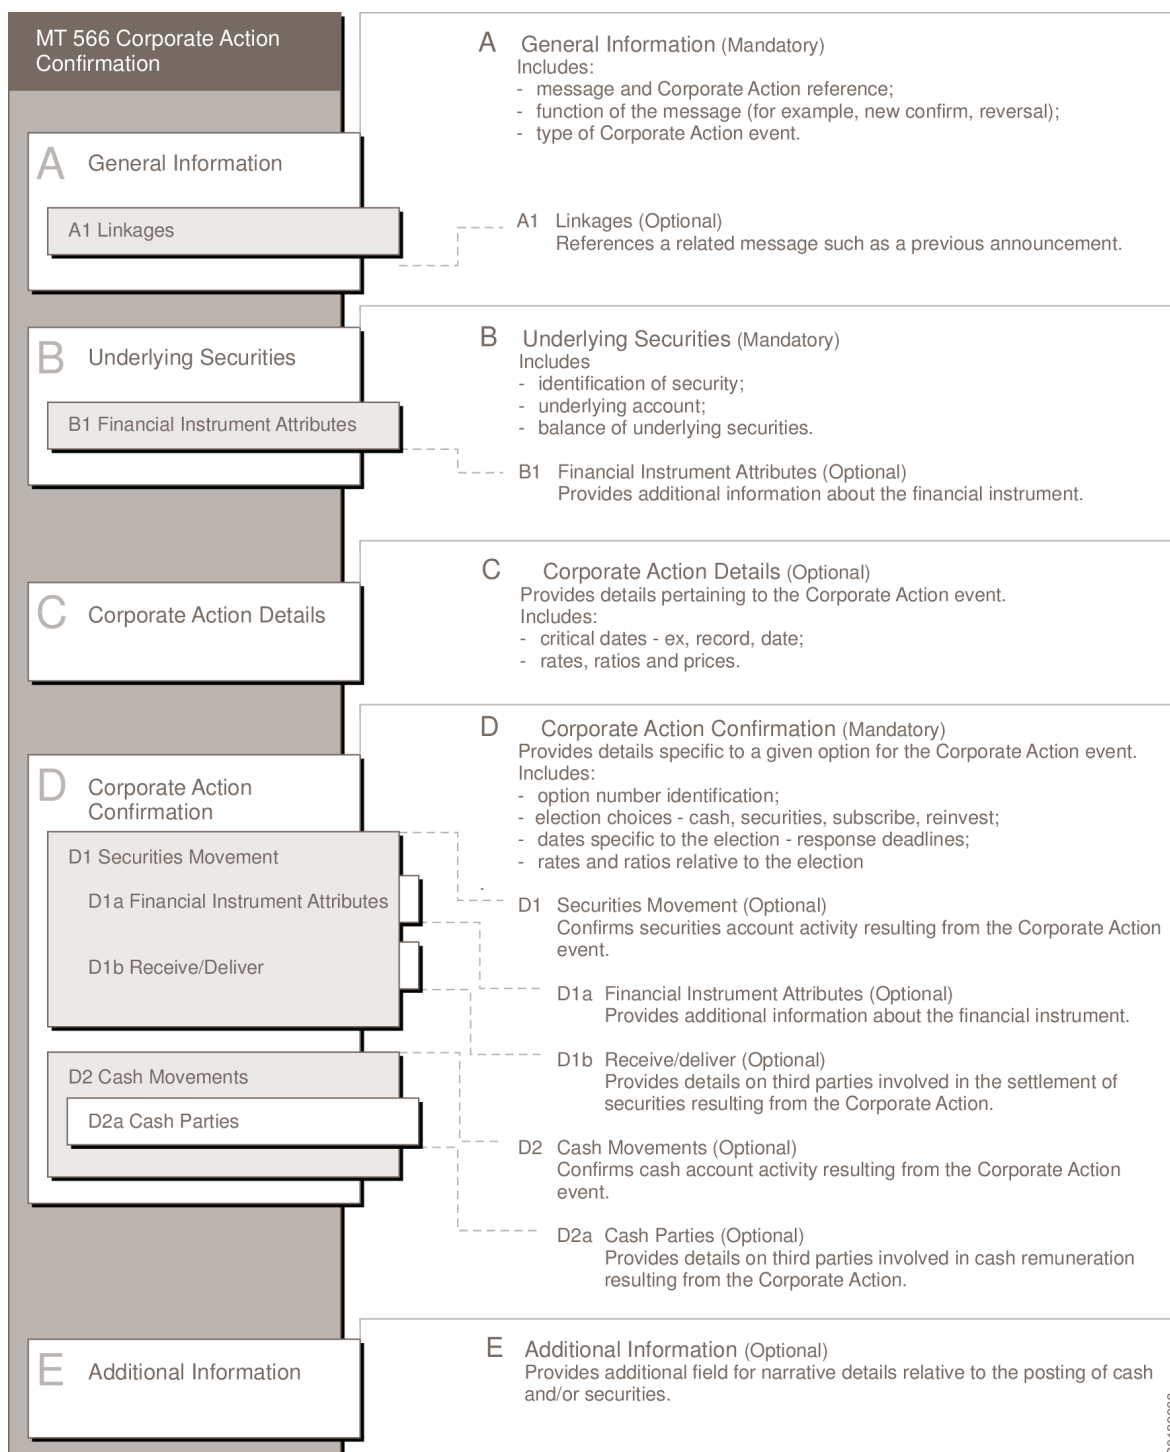 MT 566 Corporate Action
Confirmation
A General Information
A1 Linkages
B Underlying Securities
B1 Financial Instrument Attributes
C Corporate Action Details
D Corporate Action
Confirmation
D1 Securities Movement
D1a Financial Instrument Attributes
D1b Receive/Deliver
D2 Cash Movements
D2a Cash Parties
E Additional Information
A General Information (Mandatory)
Includes:
- message and Corporate Action reference;
- function of the message (for example, new confirm, reversal);
- type of Corporate Action event.
A1 Linkages (Optional)
References a related message such as a previous announcement.
B Underlying Securities (Mandatory)
Includes
- identification of security;
- underlying account;
- balance of underlying securities.
B1 Financial Instrument Attributes (Optional)
Provides additional information about the financial instrument.
C Corporate Action Details (Optional)
Provides details pertaining to the Corporate Action event.
Includes:
- critical dates - ex, record, date;
- rates, ratios and prices.
D Corporate Action Confirmation (Mandatory)
Provides details specific to a given option for the Corporate Action event.
Includes:
- option number identification;
- election choices - cash, securities, subscribe, reinvest;
- dates specific to the election - response deadlines;
- rates and ratios relative to the election
D1 Securities Movement (Optional)
Confirms securities account activity resulting from the Corporate Action
event.
D1a Financial Instrument Attributes (Optional)
Provides additional information about the financial instrument.
D1b Receive/deliver (Optional)
Provides details on third parties involved in the settlement of
securities resulting from the Corporate Action.
D2 Cash Movements (Optional)
Confirms cash account activity resulting from the Corporate Action
event.
D2a Cash Parties (Optional)
Provides details on third parties involved in cash remuneration
resulting from the Corporate Action.
E Additional Information (Optional)
Provides additional field for narrative details relative to the posting of cash
and/or securities.